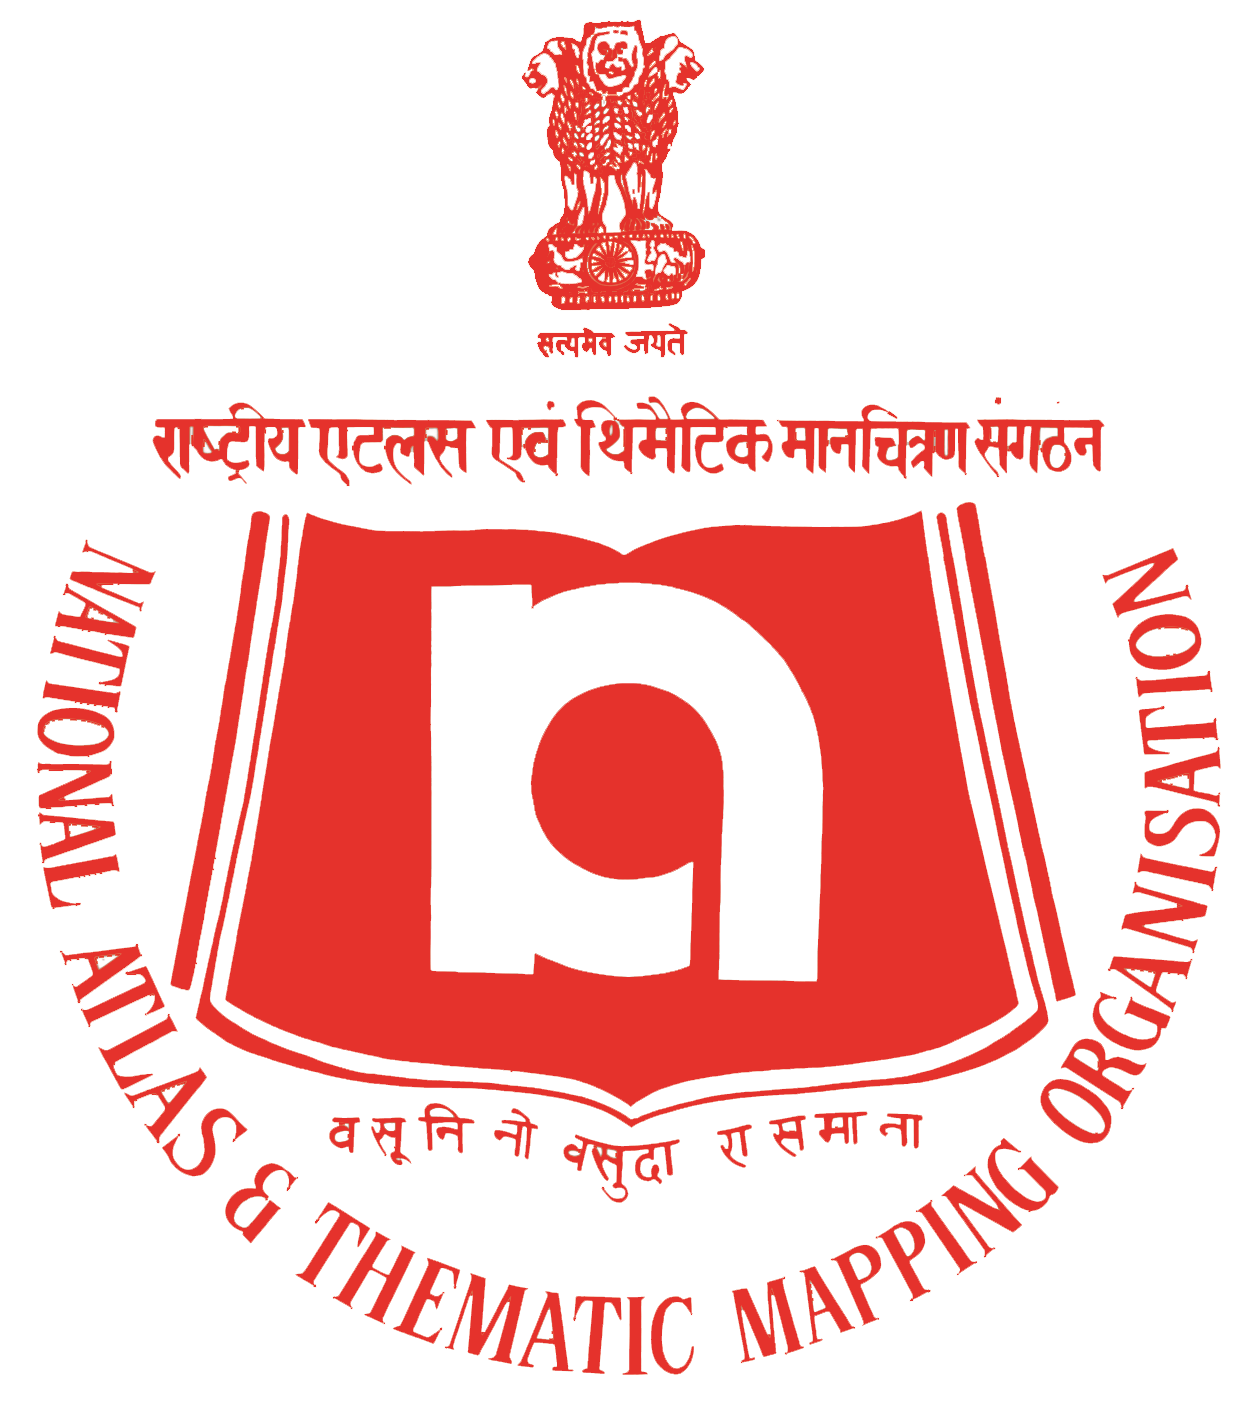 सत्यमेव जयते
राष्ट्रीय एटलस एवं थिमैटिक मानचित्रण संगठन
NATIONAL ATLAS & THEMATIC MAPPING ORGANISATION
वसूनि नो वसुदा रासमाना